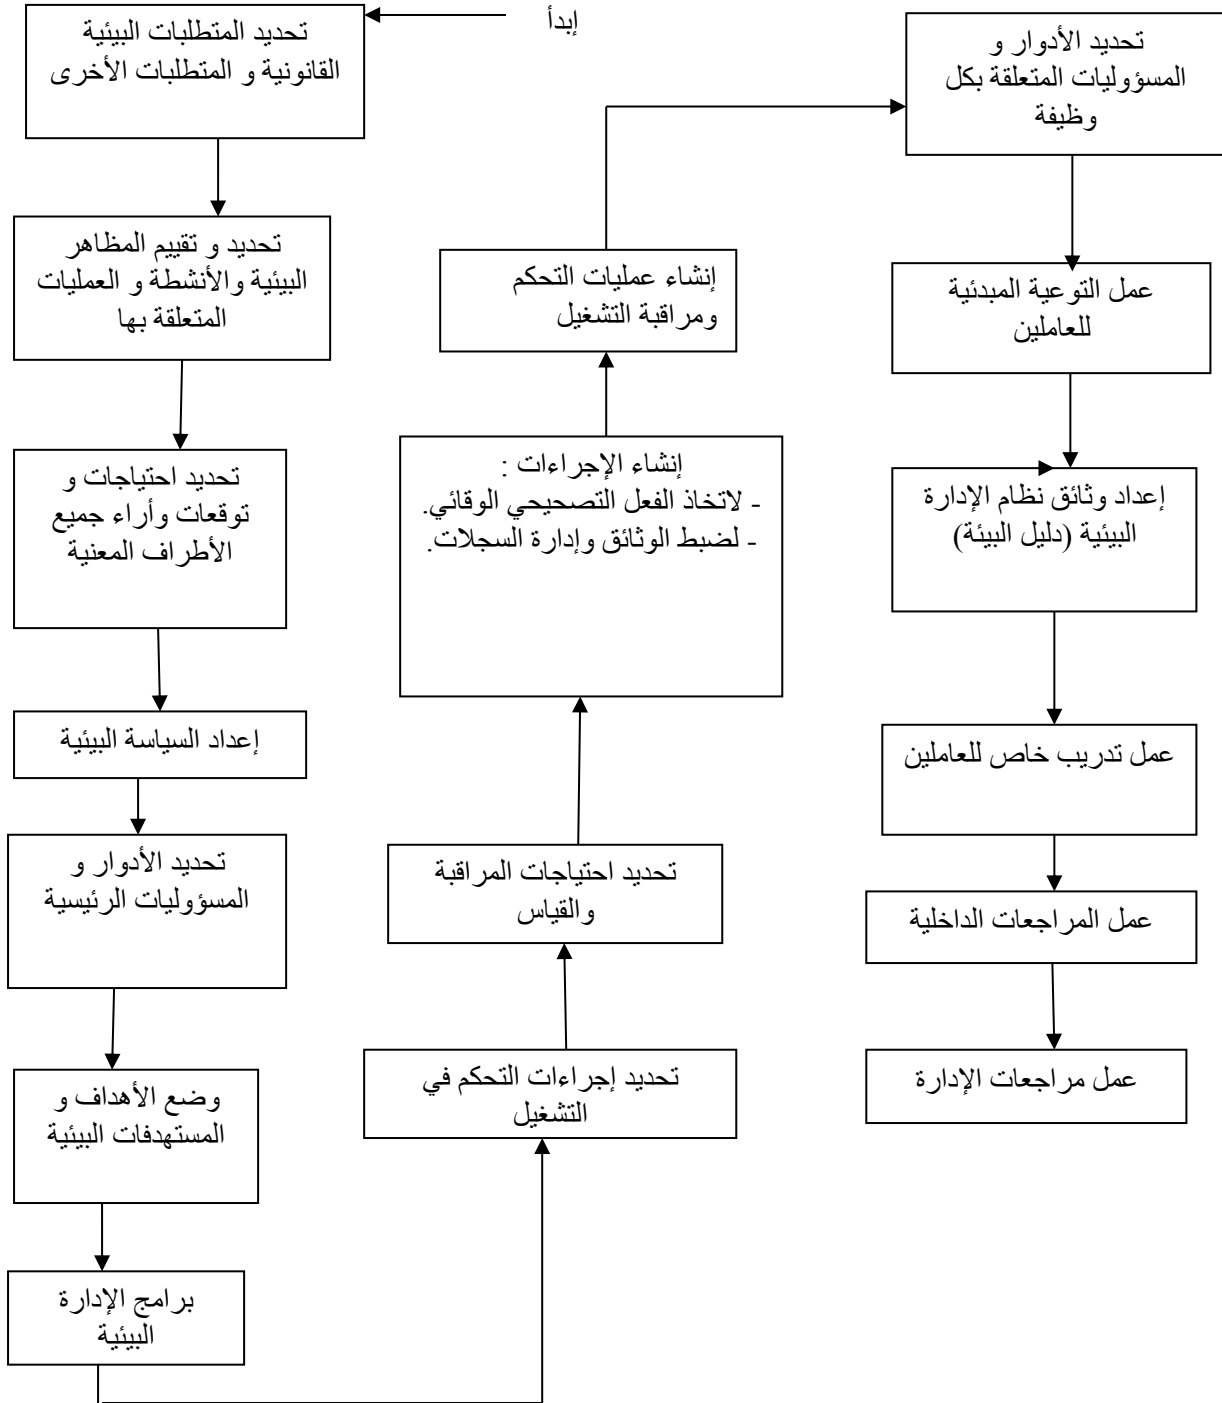 إبدأ
تحديد المتطلبات البيئية
القانونية و المتطلبات الأخرى
تحديد و تقييم المظاهر
البيئية والأنشطة و العمليات
المتعلقة بها
تحديد احتياجات و
توقعات وأراء جميع
الأطراف المعنية
إعداد السياسة البيئية
تحديد الأدوار و
المسؤوليات الرئيسية
وضع الأهداف و
المستهدفات البيئية
برامج الإدارة
البيئية
تحديد إجراءات التحكم في
التشغيل
تحديد احتياجات المراقبة
والقياس
إنشاء الإجراءات :
- لاتخاذ الفعل التصحيحي الوقائي.
- لضبط الوثائق وإدارة السجلات.
إنشاء عمليات التحكم
ومراقبة التشغيل
تحديد الأدوار و
المسؤوليات المتعلقة بكل
وظيفة
عمل التوعية المبدئية
للعاملين
إعداد وثائق نظام الإدارة
البيئية (دليل البيئة)
عمل تدريب خاص للعاملين
عمل المراجعات الداخلية
عمل مراجعات الإدارة